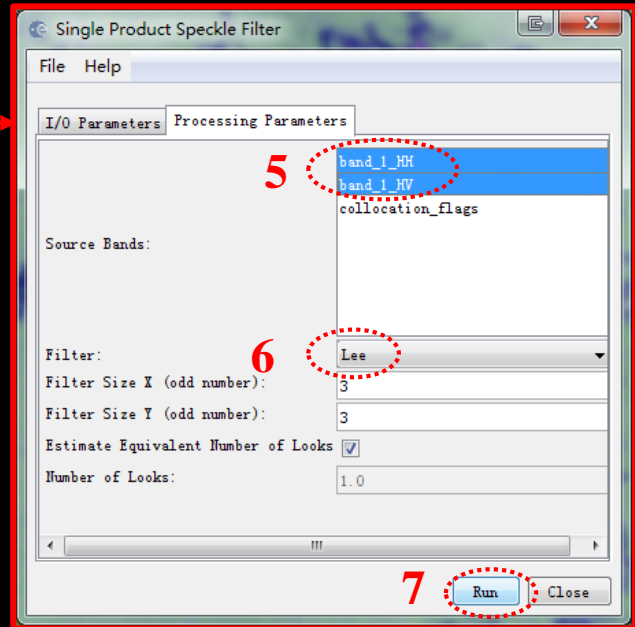 Single Product Speckle Filter
File Help
I/O Parameters Processing Parameters
5
band_1_HH
band_1_HV
collocation_flags
Source Bands:
6
Filter: Lee
Filter Size X (odd number): 3
Filter Size Y (odd number): 3
Estimate Equivalent Number of Looks
Number of Looks: 1.0
7
Run Close